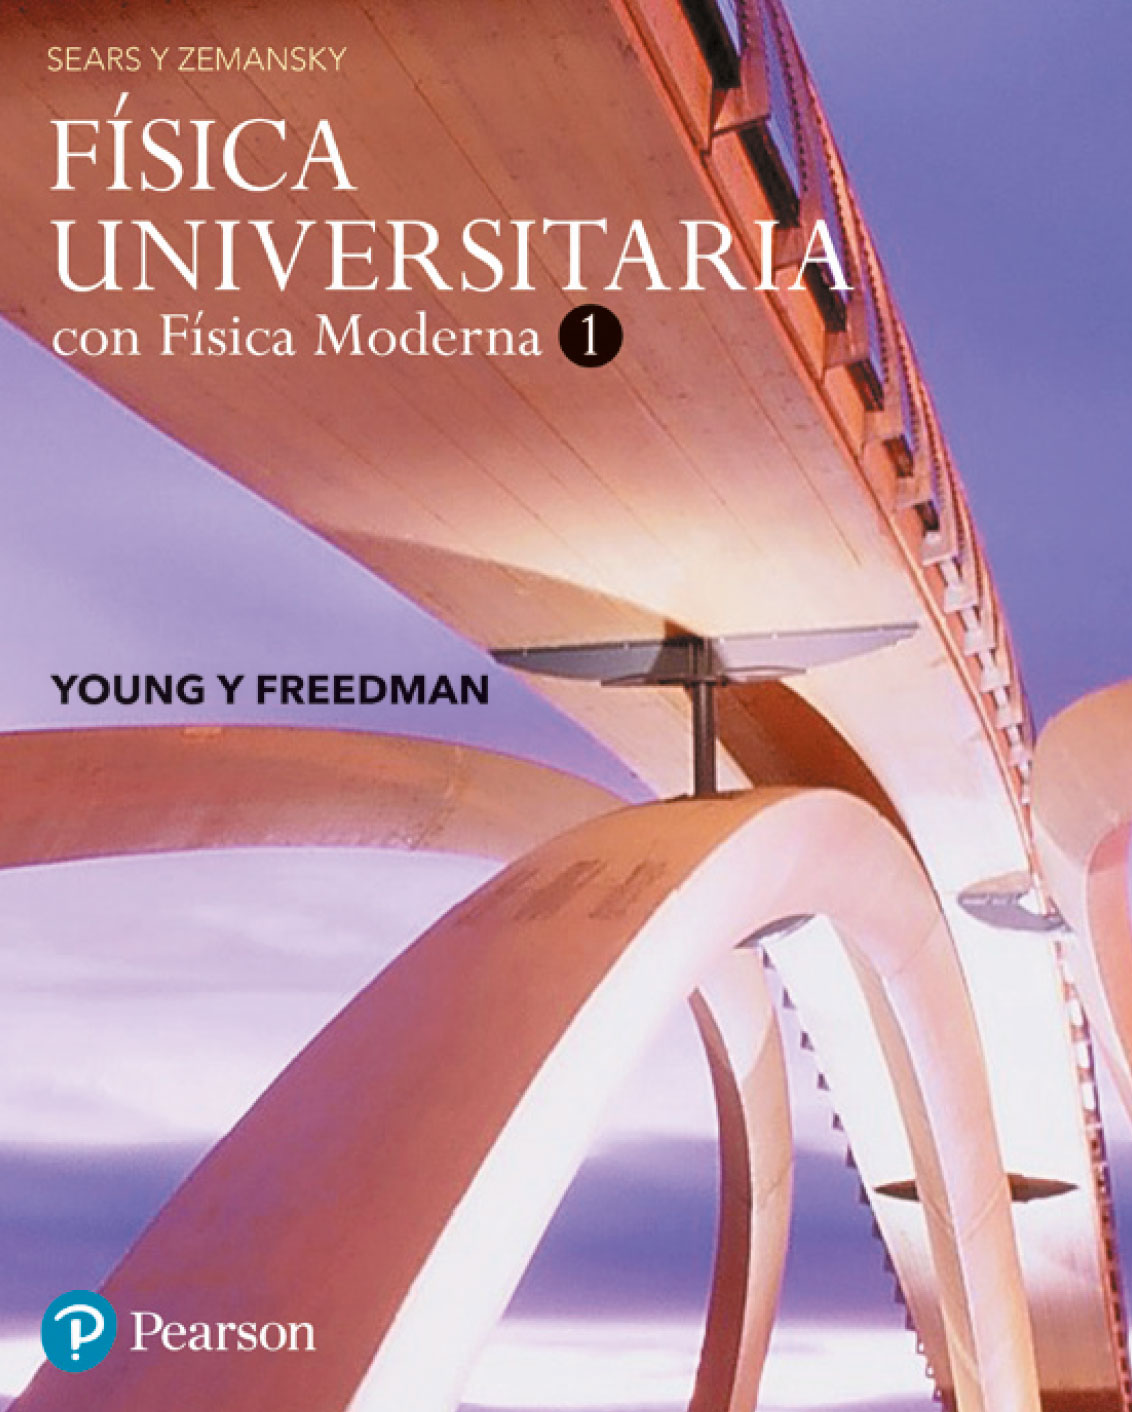 SEARS Y ZEMANSKY
FÍSICA
UNIVERSITARIA
con Física Moderna 1
YOUNG Y FREEDMAN
P Pearson